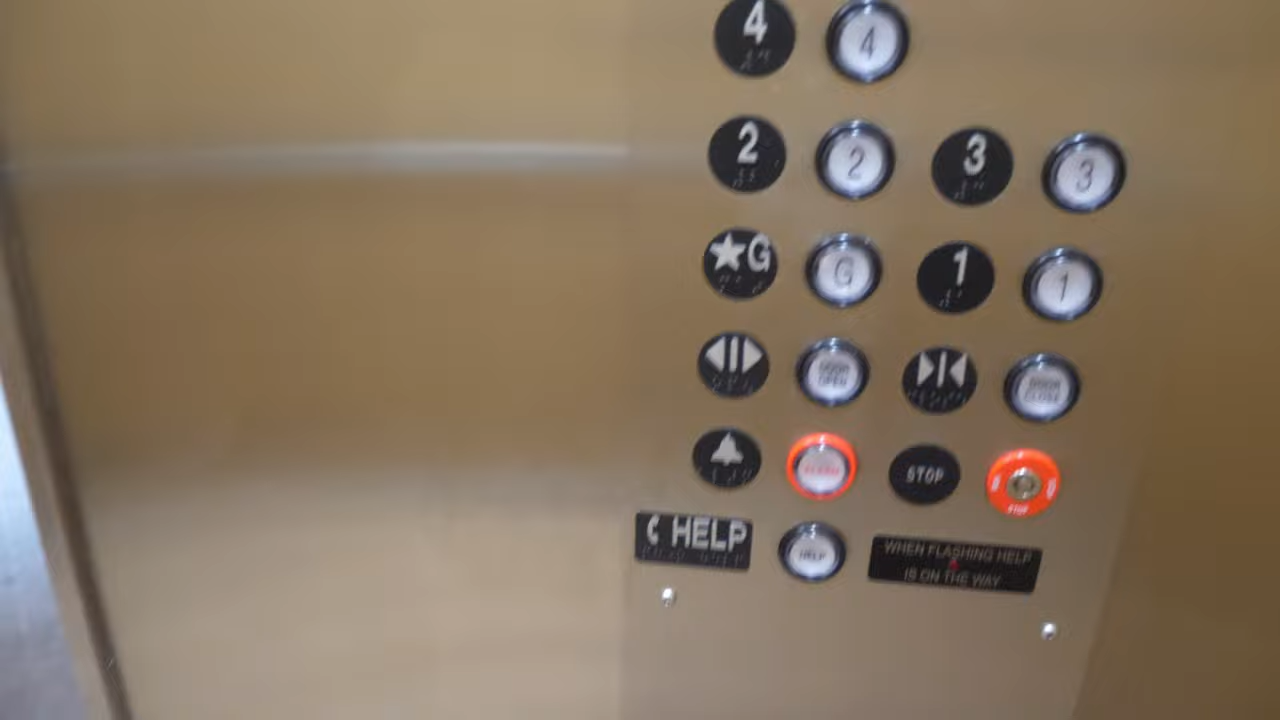 4 4
2 2 3 3
★G G 1 1
DOOR OPEN DOOR CLOSE
ALARM STOP
STOP
HELP HELP WHEN FLASHING HELP
IS ON THE WAY